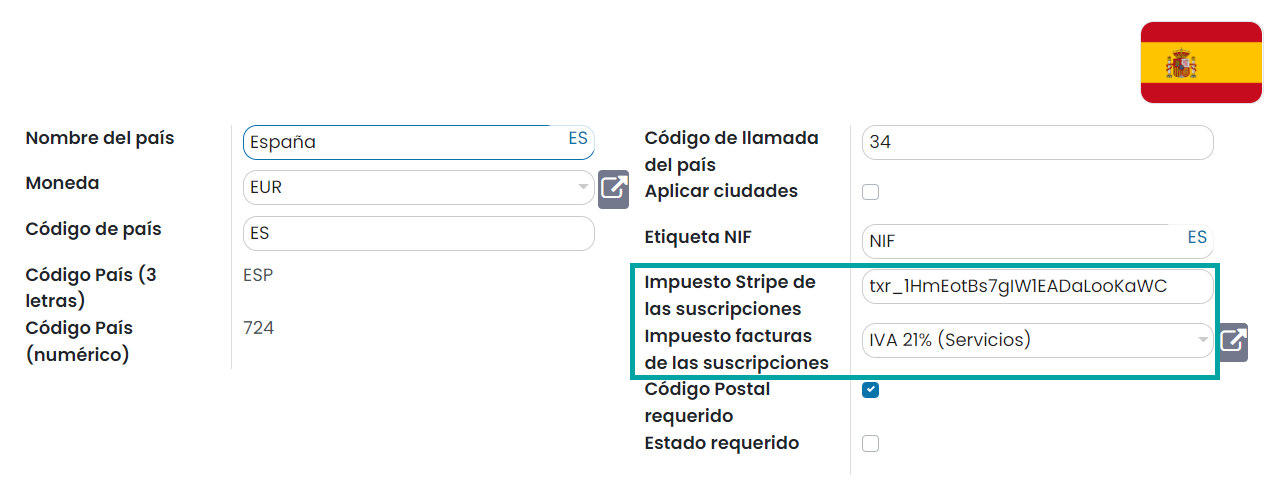 Nombre del país
España ES
Moneda
EUR
Código de país
ES
Código País (3
letras)
ESP
Código País
(numérico)
724
Código de llamada
del país
34
Aplicar ciudades
Etiqueta NIF
NIF ES
Impuesto Stripe de
las suscripciones
txr_1HmEotBs7gIW1EADaLooKaWC
Impuesto facturas
de las suscripciones
IVA 21% (Servicios)
Código Postal
requerido
Estado requerido